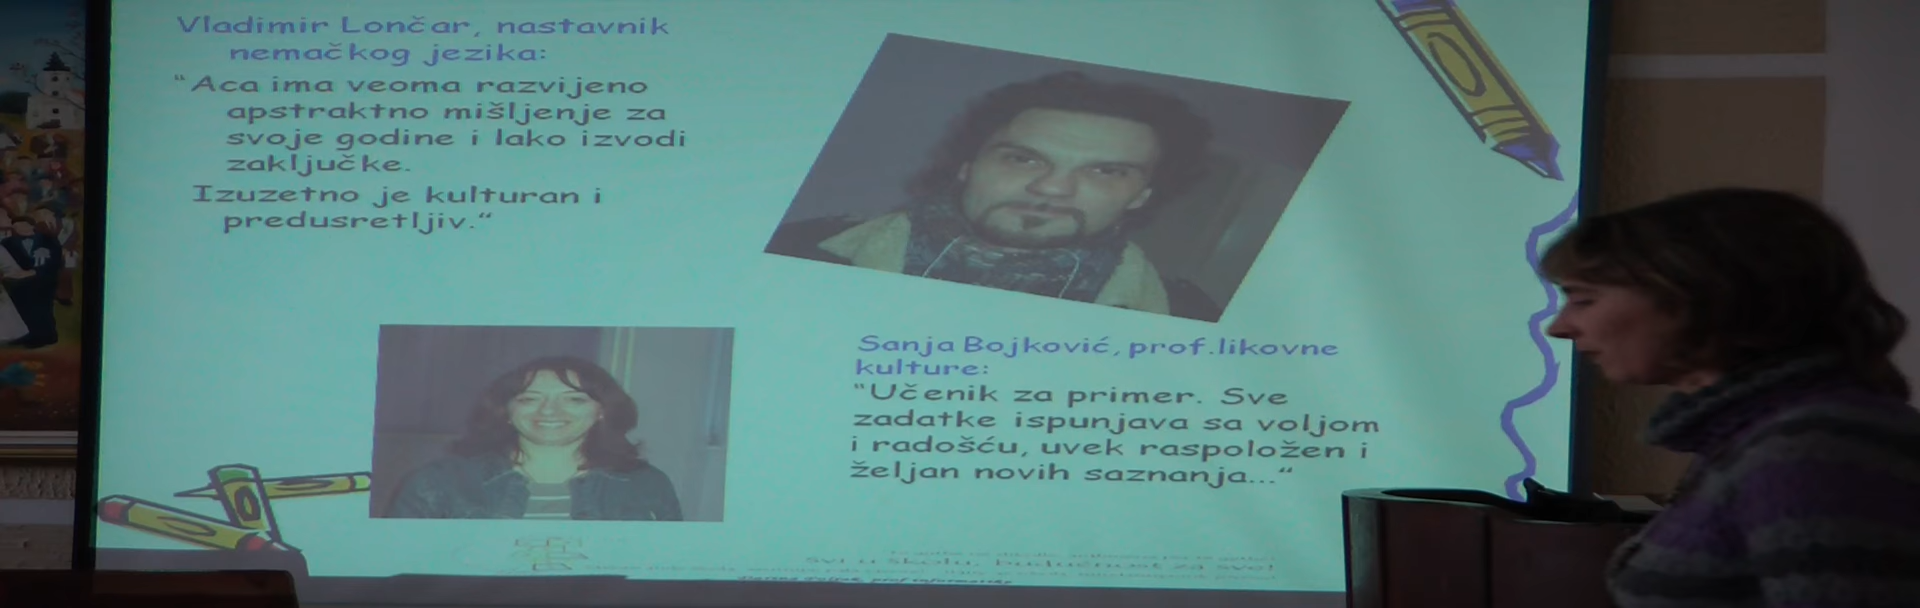 Vladimir Lončar, nastavnik
nemačkog jezika:
"Aca ima veoma razvijeno
apstraktno mišljenje za
svoje godine i lako izvodi
zaključke.
Izuzetno je kulturan i
predusretljiv.“
Sanja Bojković, prof.likovne
kulture:
"Učenik za primer. Sve
zadatke ispunjava sa voljom
i radošću, uvek raspoložen i
željan novih saznanja...“
Svi u školu, budućnost za sve!